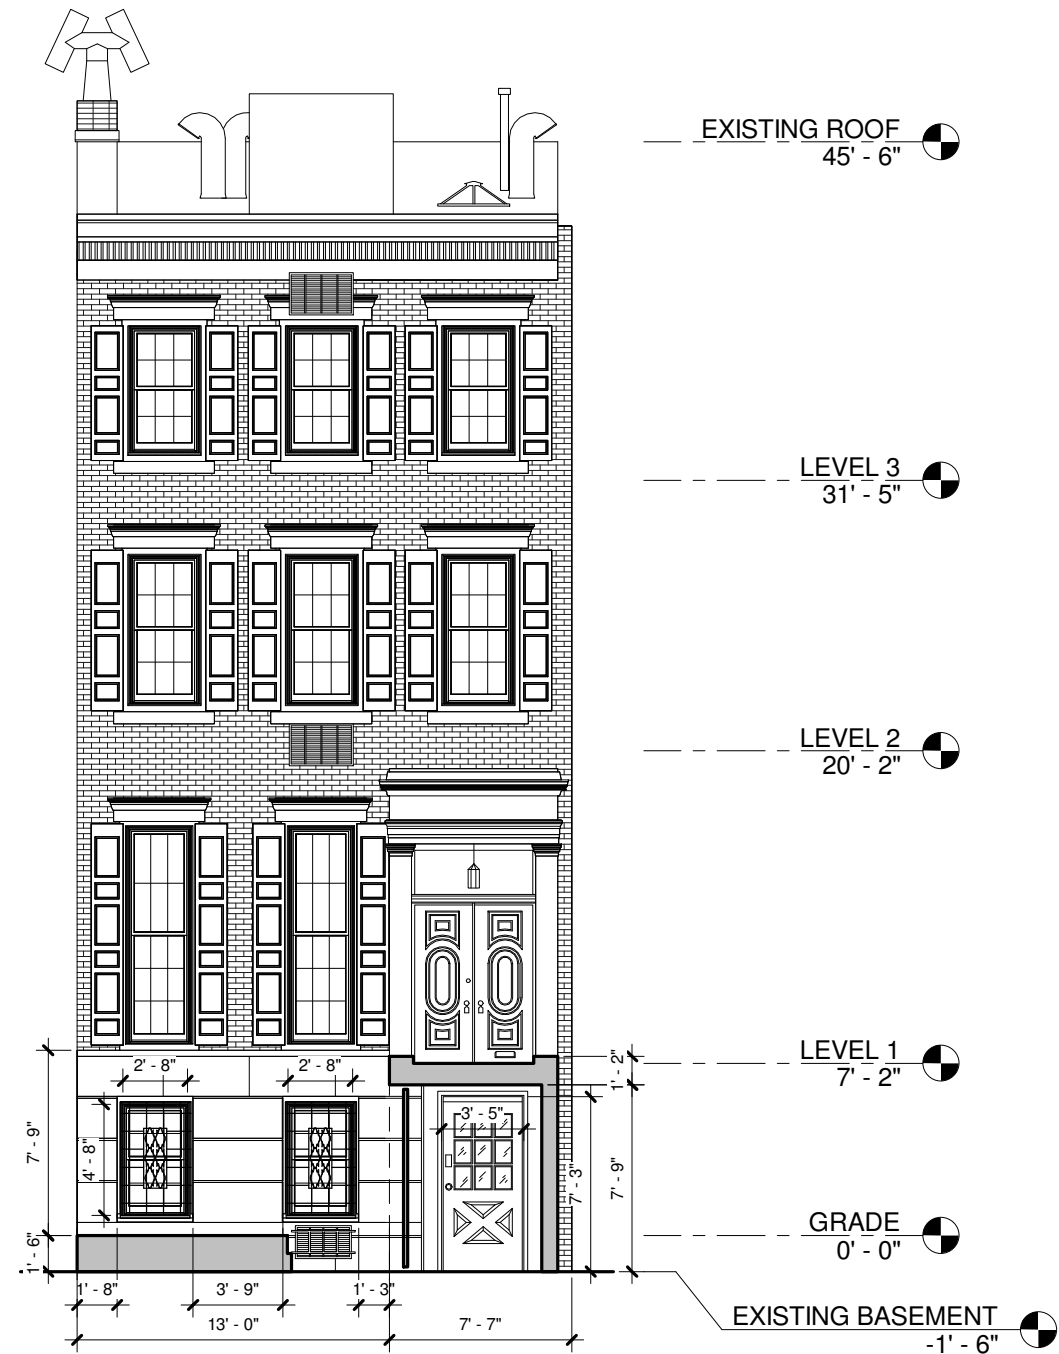 EXISTING ROOF
45' - 6"
LEVEL 3
31' - 5"
LEVEL 2
20' - 2"
LEVEL 1
7' - 2"
1' - 2"
2' - 8"
2' - 8"
3' - 5"
7' - 9"
4' - 8"
7' - 3"
7' - 9"
GRADE
0' - 0"
1' - 6"
1' - 8"
3' - 9"
1' - 3"
13' - 0"
7' - 7"
EXISTING BASEMENT
-1' - 6"